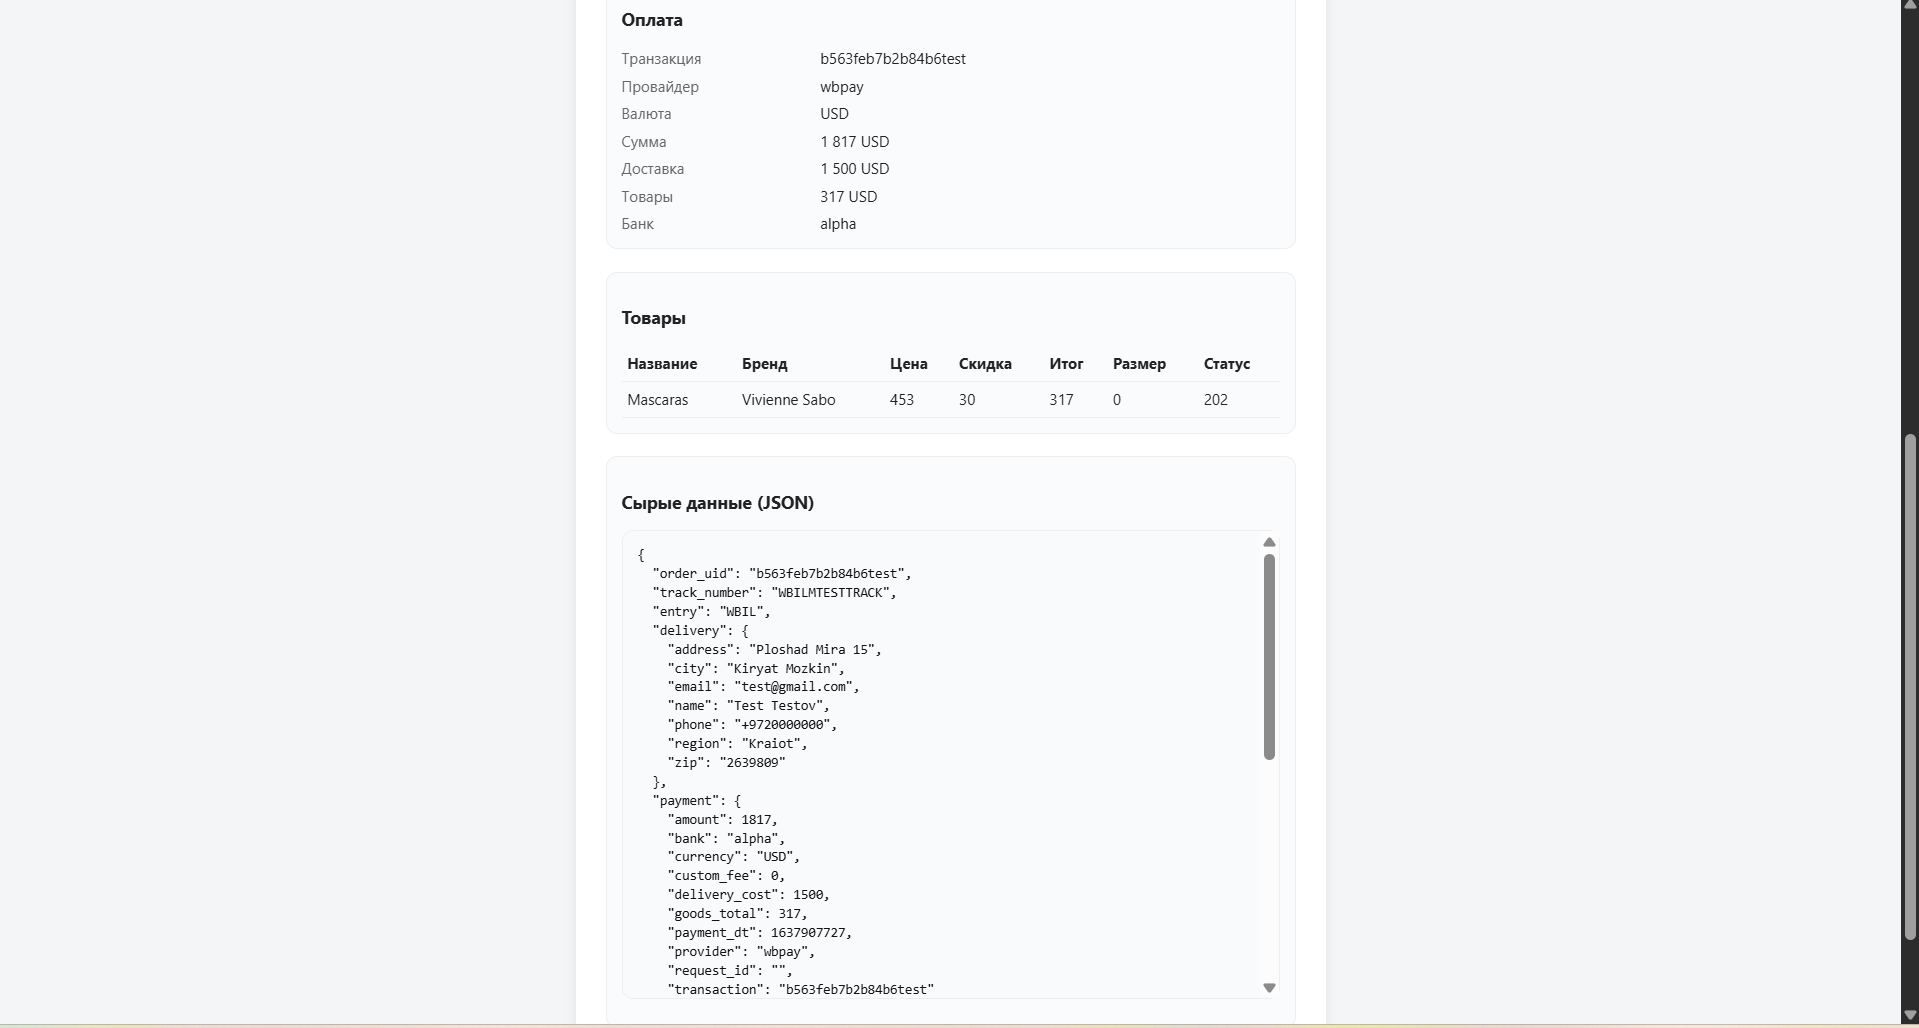 Оплата
Транзакция b563feb7b2b84b6test
Провайдер wbpay
Валюта USD
Сумма 1 817 USD
Доставка 1 500 USD
Товары 317 USD
Банк alpha
Товары
Название Бренд Цена Скидка Итог Размер Статус
Mascaras Vivienne Sabo 453 30 317 0 202
Сырые данные (JSON)
{
  "order_uid": "b563feb7b2b84b6test",
  "track_number": "WBILMTESTTRACK",
  "entry": "WBIL",
  "delivery": {
    "address": "Ploshad Mira 15",
    "city": "Kiryat Mozkin",
    "email": "test@gmail.com",
    "name": "Test Testov",
    "phone": "+9720000000",
    "region": "Kraiot",
    "zip": "2639809"
  },
  "payment": {
    "amount": 1817,
    "bank": "alpha",
    "currency": "USD",
    "custom_fee": 0,
    "delivery_cost": 1500,
    "goods_total": 317,
    "payment_dt": 1637907727,
    "provider": "wbpay",
    "request_id": "",
    "transaction": "b563feb7b2b84b6test"